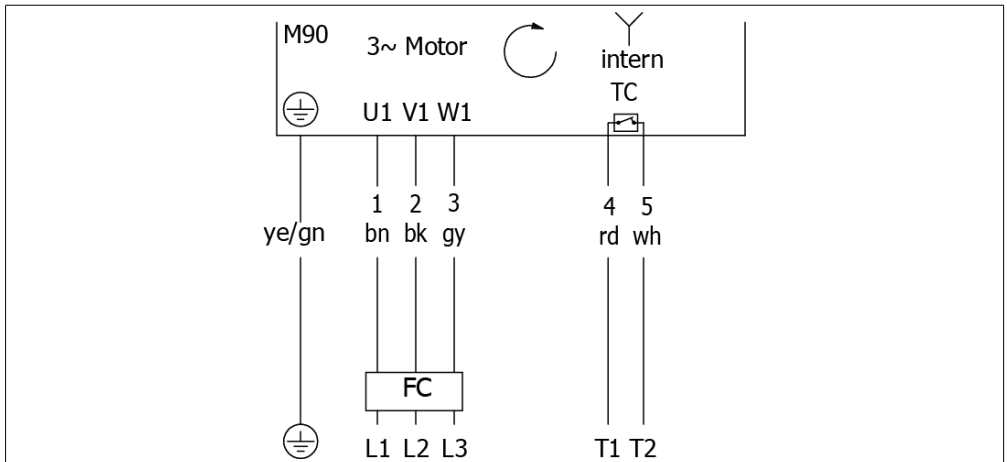 M90
3~ Motor
intern
TC
U1 V1 W1
1 2 3 4 5
ye/gn bn bk gy rd wh
FC
L1 L2 L3 T1 T2